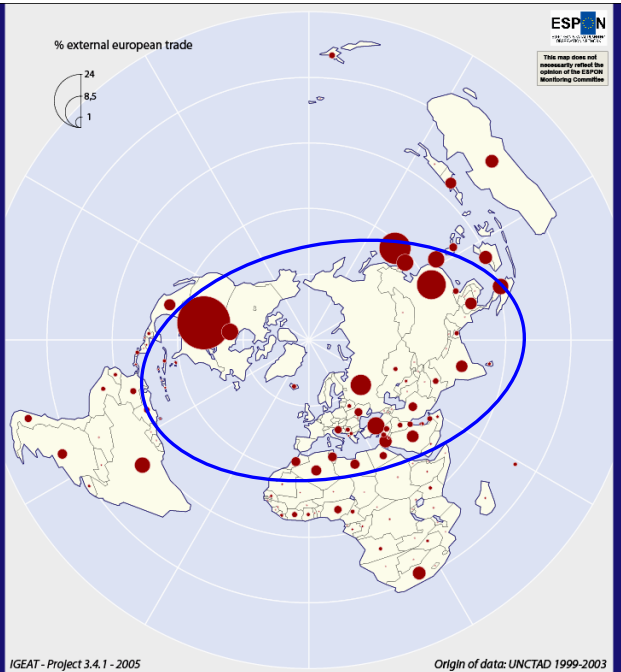 % external european trade
24
8,5
1
ESPON
This map does not
necessarily reflect the
opinion of the ESPON
Monitoring Committee
IGEAT - Project 3.4.1 - 2005
Origin of data: UNCTAD 1999-2003